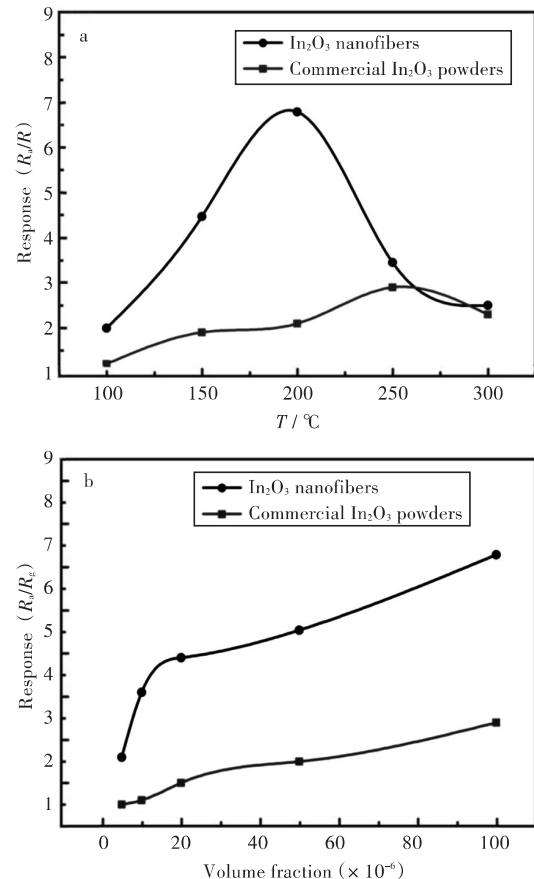 9
a
In₂O₃ nanofibers
Commercial In₂O₃ powders
8
7
6
5
4
3
2
1
Response (Rₐ/R)
100 150 200 250 300
T / ℃
9
b
In₂O₃ nanofibers
Commercial In₂O₃ powders
8
7
6
5
4
3
2
1
Response (Rₐ/R_g)
0 20 40 60 80 100
Volume fraction (× 10⁻⁶)